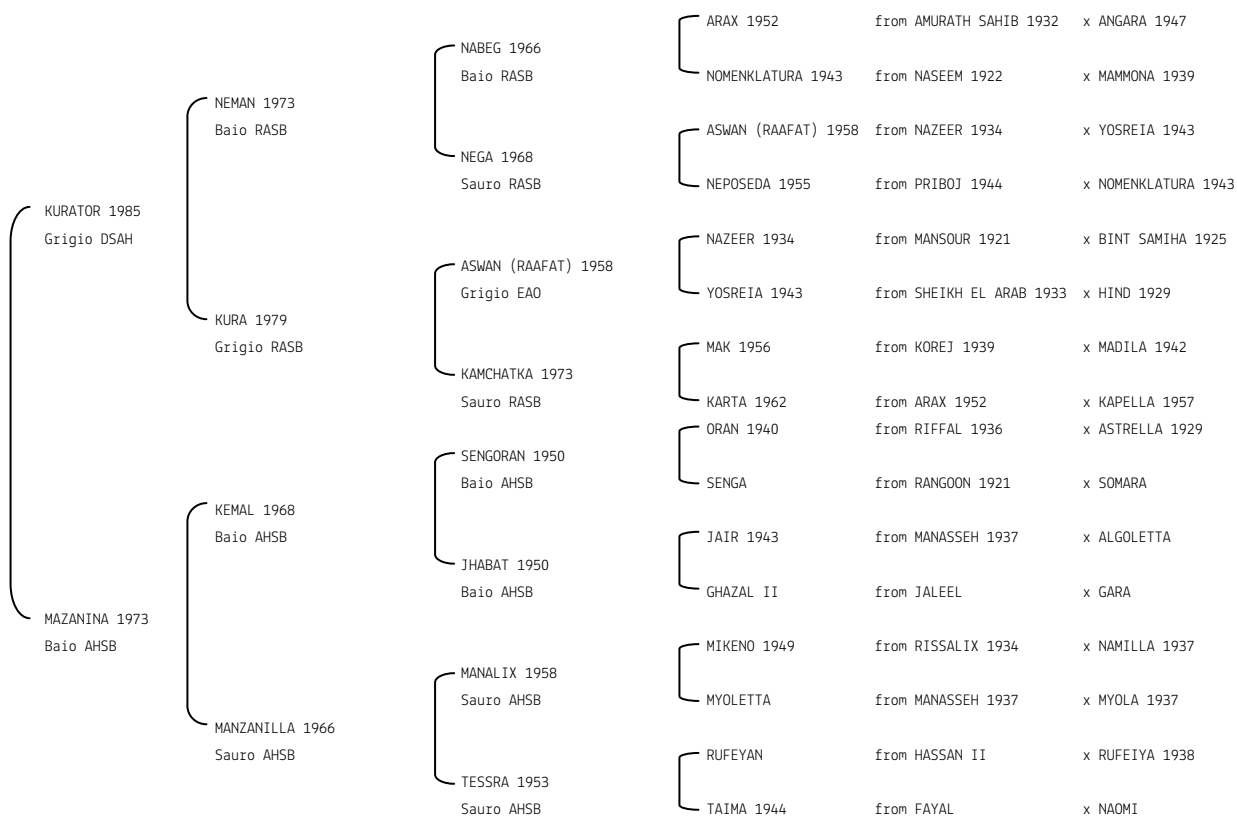 ARAX 1952 from AMURATH SAHIB 1932 x ANGARA 1947
NABEG 1966
Baio RASB NOMENKLATURA 1943 from NASEEM 1922 x MAMMONA 1939
NEMAN 1973
Baio RASB ASWAN (RAAFAT) 1958 from NAZEER 1934 x YOSREIA 1943
NEGA 1968
Sauro RASB NEPOSEDA 1955 from PRIBOJ 1944 x NOMENKLATURA 1943
KURATOR 1985
Grigio DSAH NAZEER 1934 from MANSOUR 1921 x BINT SAMIHA 1925
ASWAN (RAAFAT) 1958
Grigio EAO YOSREIA 1943 from SHEIKH EL ARAB 1933 x HIND 1929
KURA 1979
Grigio RASB MAK 1956 from KOREJ 1939 x MADILA 1942
KAMCHATKA 1973
Sauro RASB KARTA 1962 from ARAX 1952 x KAPELLA 1957
ORAN 1940 from RIFFAL 1936 x ASTRELLA 1929
SENGORAN 1950
Baio AHSB SENGA from RANGOON 1921 x SOMARA
KEMAL 1968
Baio AHSB JAIR 1943 from MANASSEH 1937 x ALGOLETTA
JHABAT 1950
Baio AHSB GHAZAL II from JALEEL x GARA
MAZANINA 1973
Baio AHSB MIKENO 1949 from RISSALIX 1934 x NAMILLA 1937
MANALIX 1958
Sauro AHSB MYOLETTA from MANASSEH 1937 x MYOLA 1937
MANZANILLA 1966
Sauro AHSB RUFEYAN from HASSAN II x RUFEIYA 1938
TESSRA 1953
Sauro AHSB TAIMA 1944 from FAYAL x NAOMI